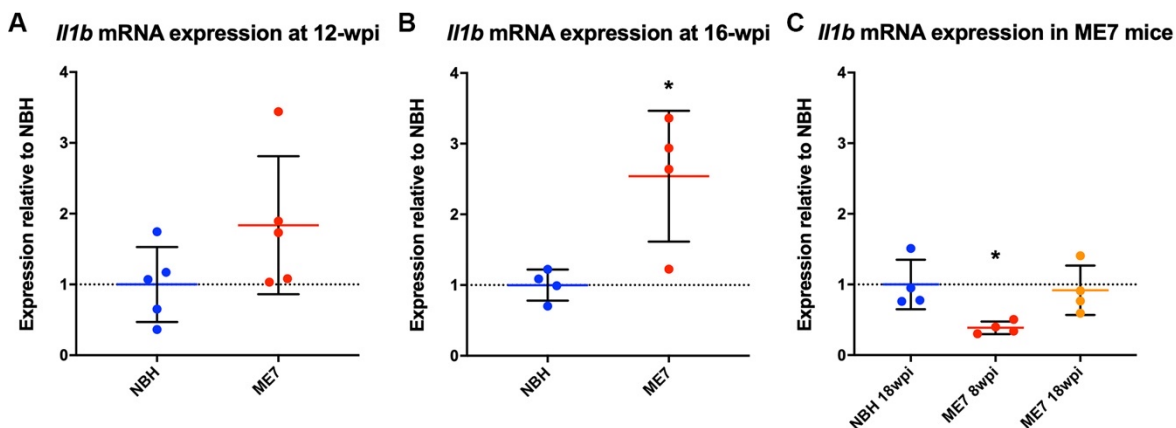 A
Il1b mRNA expression at 12-wpi
Expression relative to NBH
4
3
2
1
0
NBH
ME7
B
Il1b mRNA expression at 16-wpi
Expression relative to NBH
4
3
2
1
0
*
NBH
ME7
C
Il1b mRNA expression in ME7 mice
Expression relative to NBH
4
3
2
1
0
*
NBH 18wpi
ME7 8wpi
ME7 18wpi